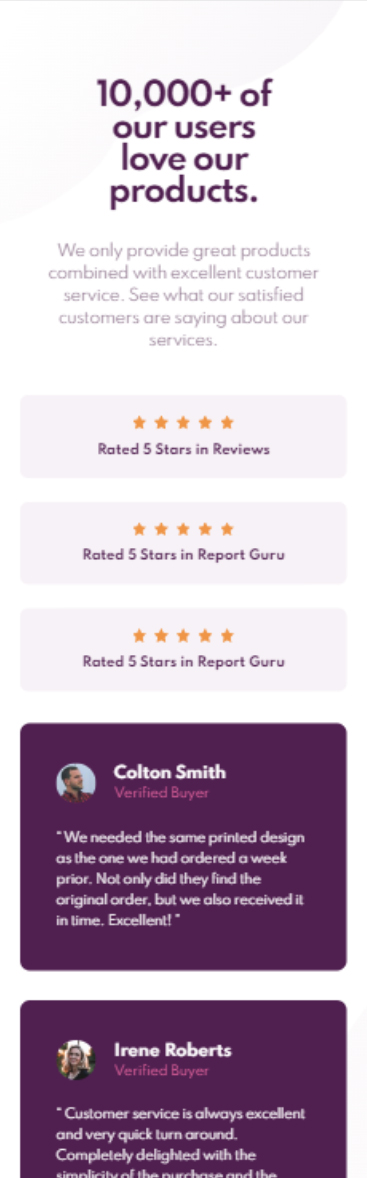 10,000+ of
our users
love our
products.
We only provide great products
combined with excellent customer
service. See what our satisfied
customers are saying about our
services.
Rated 5 Stars in Reviews
Rated 5 Stars in Report Guru
Rated 5 Stars in Report Guru
Colton Smith
Verified Buyer
" We needed the same printed design
as the one we had ordered a week
prior. Not only did they find the
original order, but we also received it
in time. Excellent! "
Irene Roberts
Verified Buyer
" Customer service is always excellent
and very quick turn around.
Completely delighted with the
simplicity of the purchase and the